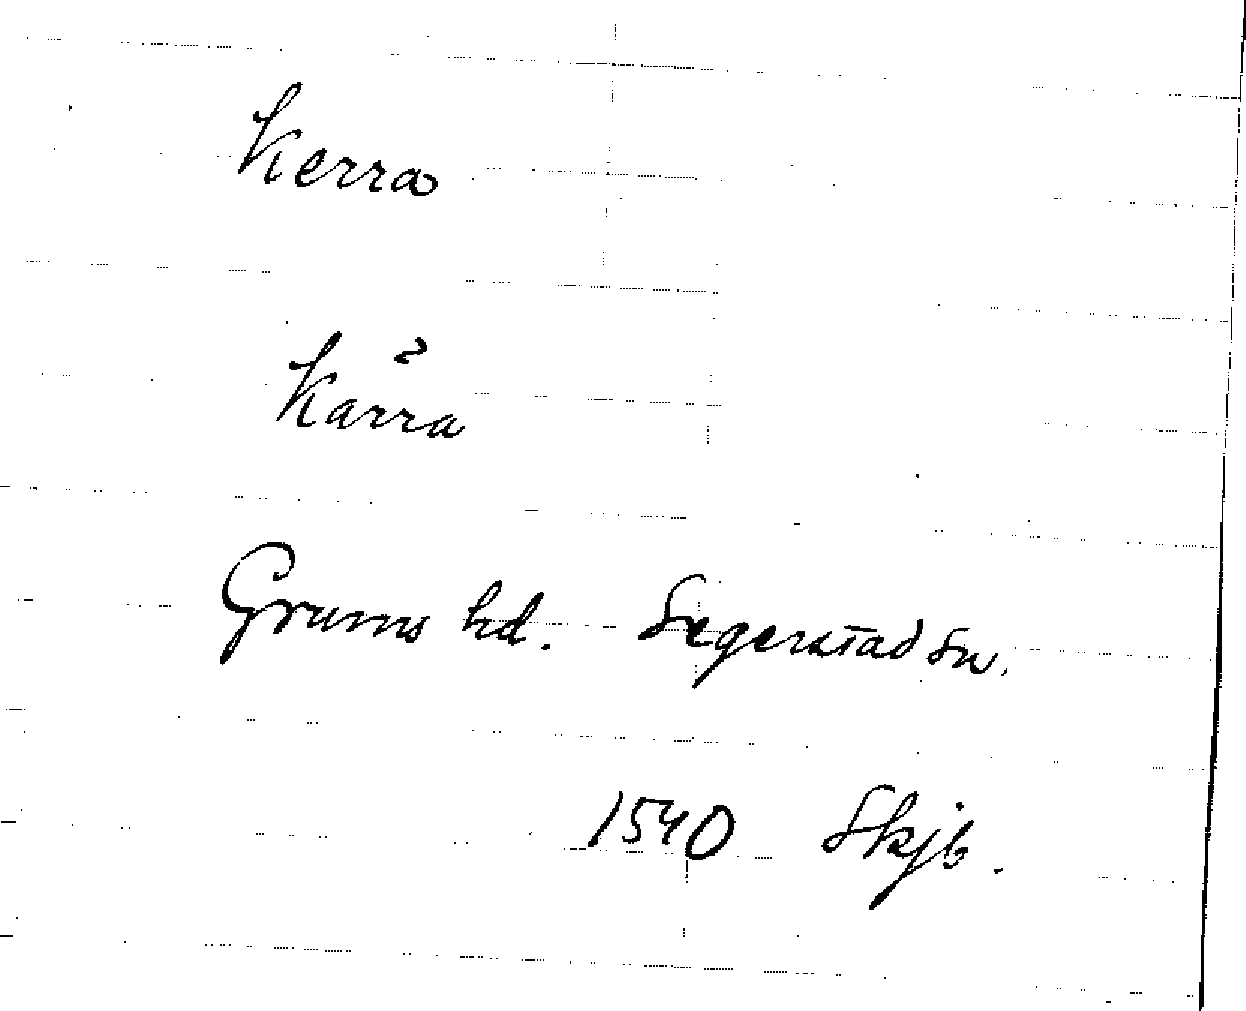 Kerra
Kärra
Grums hd. Segerstad sn.
1540 Skjb.